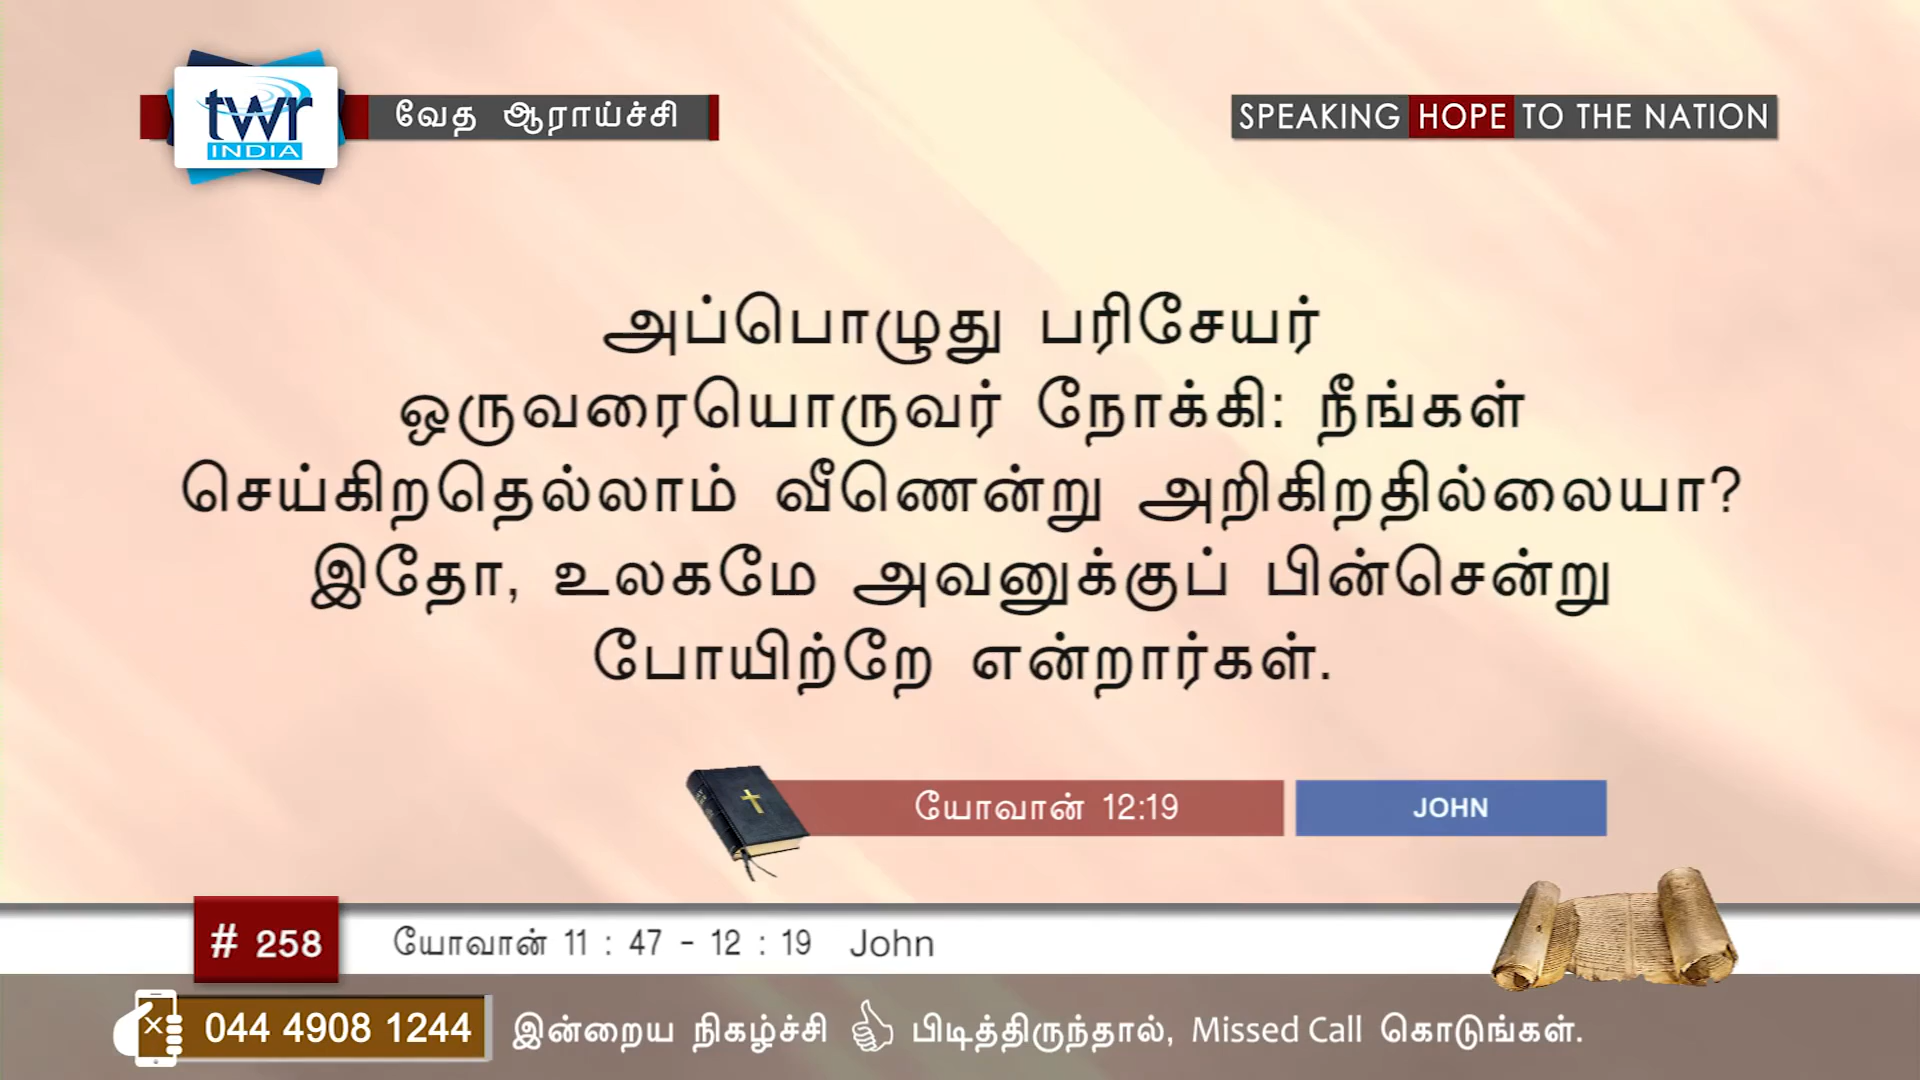 twr
INDIA
வேத ஆராய்ச்சி
SPEAKING HOPE TO THE NATION
அப்பொழுது பரிசேயர்
ஒருவரையொருவர் நோக்கி: நீங்கள்
செய்கிறதெல்லாம் வீணென்று அறிகிறதில்லையா?
இதோ, உலகமே அவனுக்குப் பின்சென்று
போயிற்றே என்றார்கள்.
யோவான் 12:19
JOHN
# 258
யோவான் 11 : 47 - 12 : 19 John
044 4908 1244
இன்றைய நிகழ்ச்சி பிடித்திருந்தால், Missed Call கொடுங்கள்.